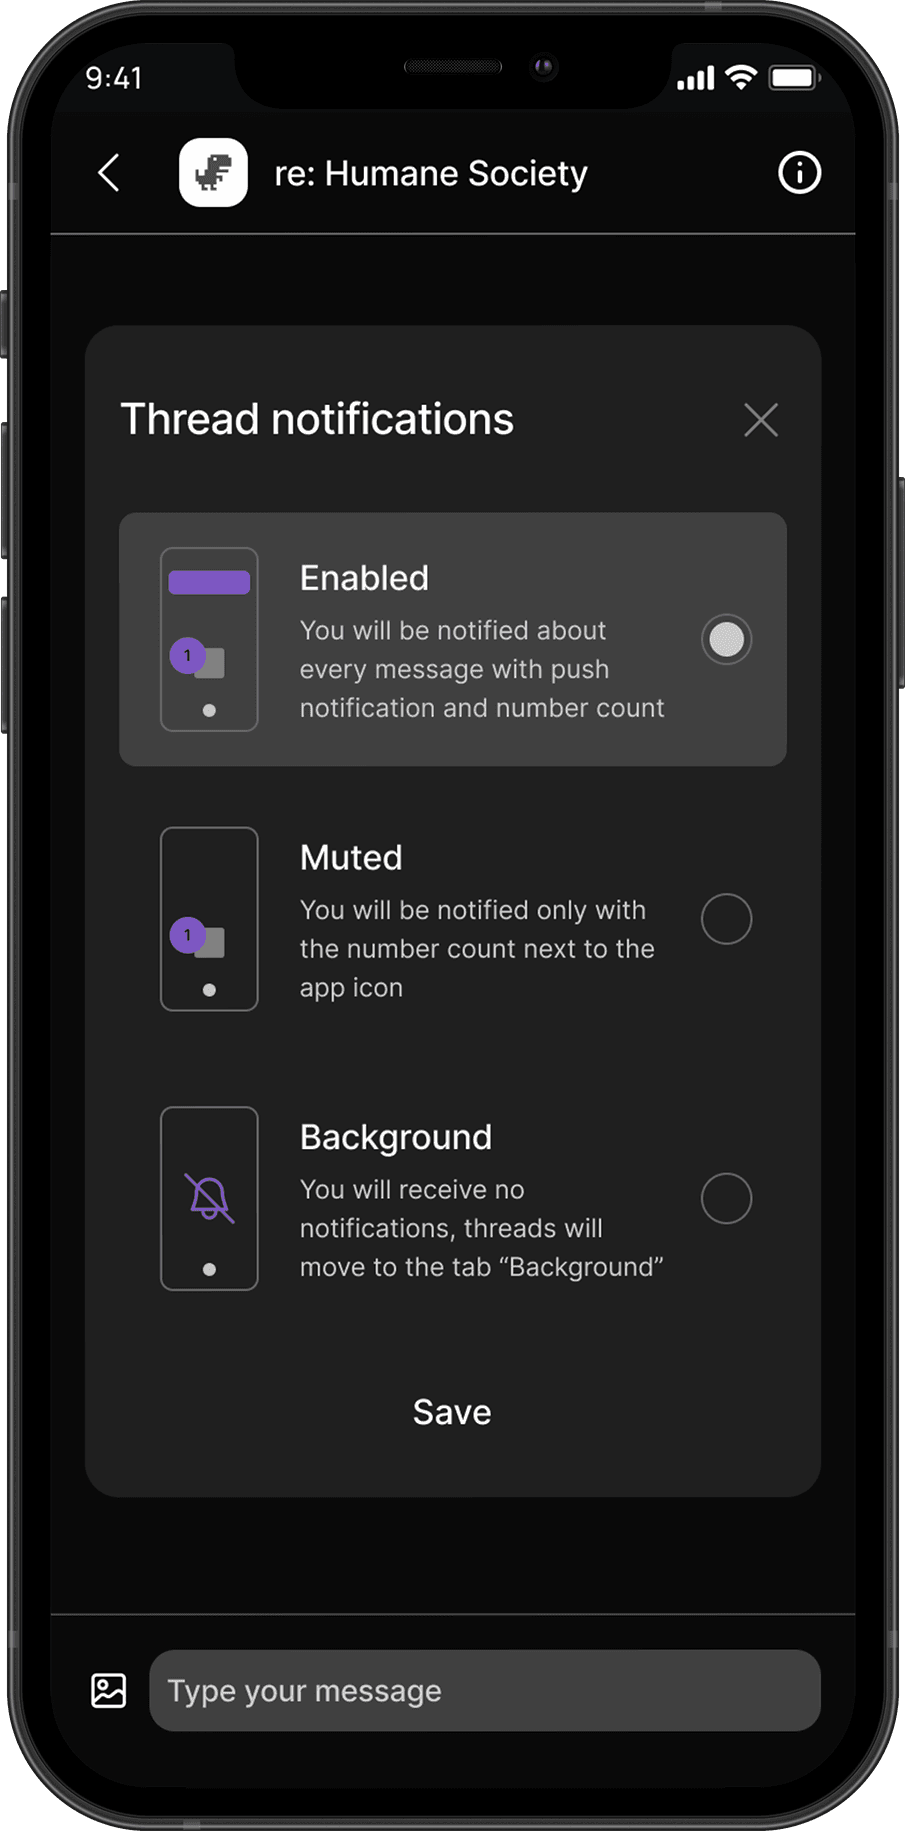 9:41
re: Humane Society
Thread notifications
Enabled
You will be notified about
every message with push
notification and number count
1
Muted
You will be notified only with
the number count next to the
app icon
1
Background
You will receive no
notifications, threads will
move to the tab “Background”
Save
Type your message